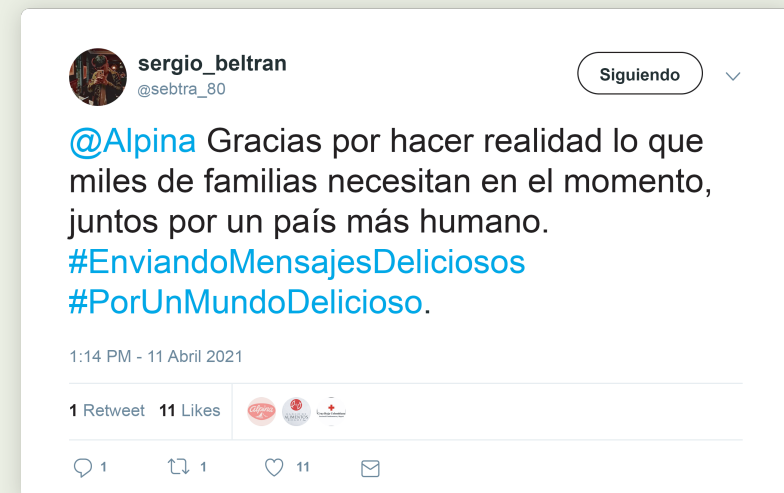 sergio_beltran
@sebtra_80
Siguiendo
@Alpina Gracias por hacer realidad lo que
miles de familias necesitan en el momento,
juntos por un país más humano.
#EnviandoMensajesDeliciosos
#PorUnMundoDelicioso.
1:14 PM - 11 Abril 2021
1 Retweet 11 Likes
Alpina
1
1
11